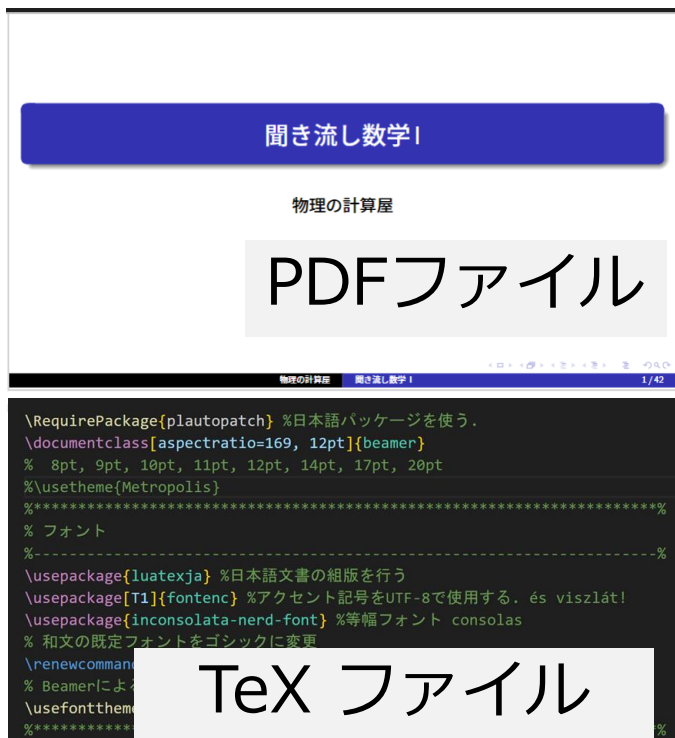 聞き流し数学I
物理の計算屋
PDFファイル
物理の計算屋 聞き流し数学 I 1/42
\RequirePackage{plautopatch} %日本語パッケージを使う.
\documentclass[aspectratio=169, 12pt]{beamer}
% 8pt, 9pt, 10pt, 11pt, 12pt, 14pt, 17pt, 20pt
%\usetheme{Metropolis}
%**********************************************************************%
% フォント
%----------------------------------------------------------------------%
\usepackage{luatexja} %日本語文書の組版を行う
\usepackage[T1]{fontenc} %アクセント記号をUTF-8で使用する. és viszlát!
\usepackage{inconsolata-nerd-font} %等幅フォント consolas
% 和文の既定フォントをゴシックに変更
\renewcommand
% Beamerによ
\usefonttheme
TeX ファイル
%************%